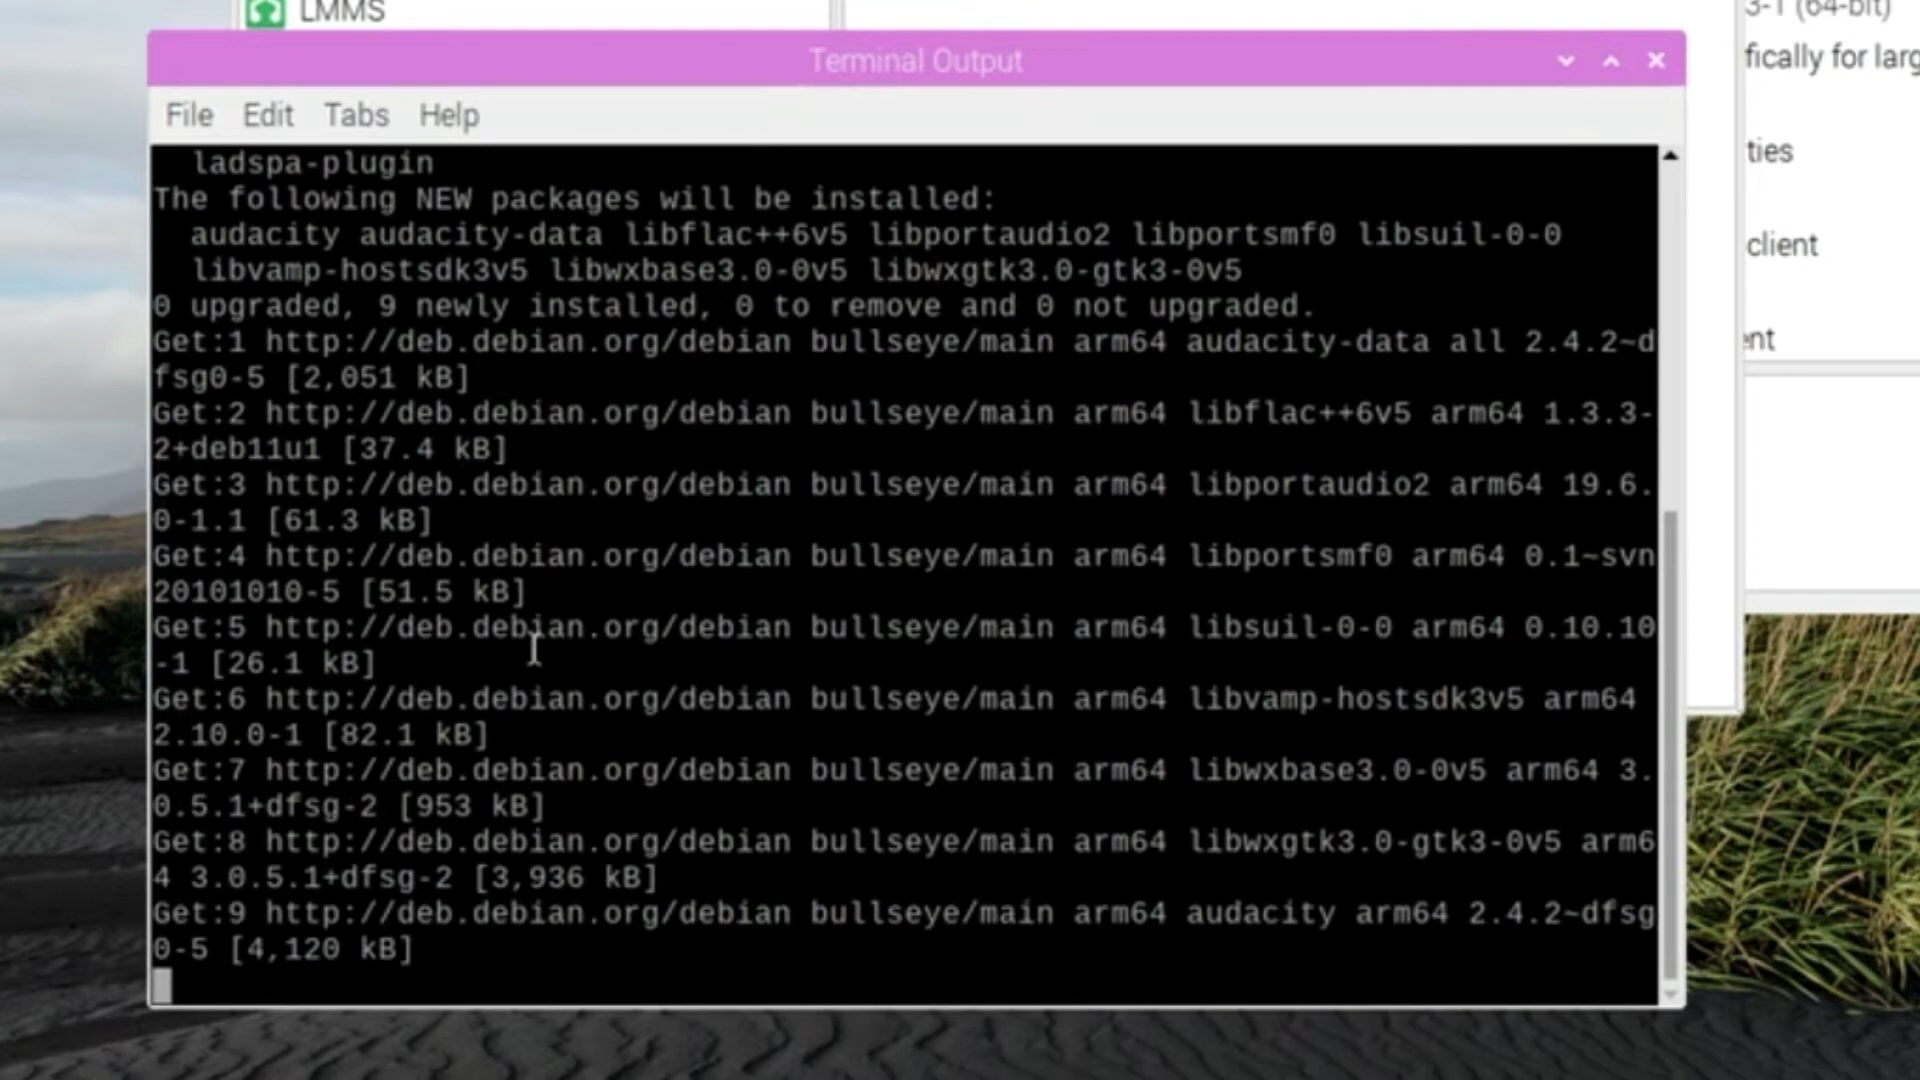 LMMS
3-1 (64-bit)
Terminal Output
fically for larg
File Edit Tabs Help
ties
client
ent
ladspa-plugin
The following NEW packages will be installed:
audacity audacity-data libflac++6v5 libportaudio2 libportsmf0 libsuil-0-0
libvamp-hostsdk3v5 libwxbase3.0-0v5 libwxgtk3.0-gtk3-0v5
0 upgraded, 9 newly installed, 0 to remove and 0 not upgraded.
Get:1 http://deb.debian.org/debian bullseye/main arm64 audacity-data all 2.4.2~d
fsg0-5 [2,051 kB]
Get:2 http://deb.debian.org/debian bullseye/main arm64 libflac++6v5 arm64 1.3.3-
2+deb11u1 [37.4 kB]
Get:3 http://deb.debian.org/debian bullseye/main arm64 libportaudio2 arm64 19.6.
0-1.1 [61.3 kB]
Get:4 http://deb.debian.org/debian bullseye/main arm64 libportsmf0 arm64 0.1~svn
20101010-5 [51.5 kB]
Get:5 http://deb.debian.org/debian bullseye/main arm64 libsuil-0-0 arm64 0.10.10
-1 [26.1 kB]
Get:6 http://deb.debian.org/debian bullseye/main arm64 libvamp-hostsdk3v5 arm64
2.10.0-1 [82.1 kB]
Get:7 http://deb.debian.org/debian bullseye/main arm64 libwxbase3.0-0v5 arm64 3.
0.5.1+dfsg-2 [953 kB]
Get:8 http://deb.debian.org/debian bullseye/main arm64 libwxgtk3.0-gtk3-0v5 arm6
4 3.0.5.1+dfsg-2 [3,936 kB]
Get:9 http://deb.debian.org/debian bullseye/main arm64 audacity arm64 2.4.2~dfsg
0-5 [4,120 kB]